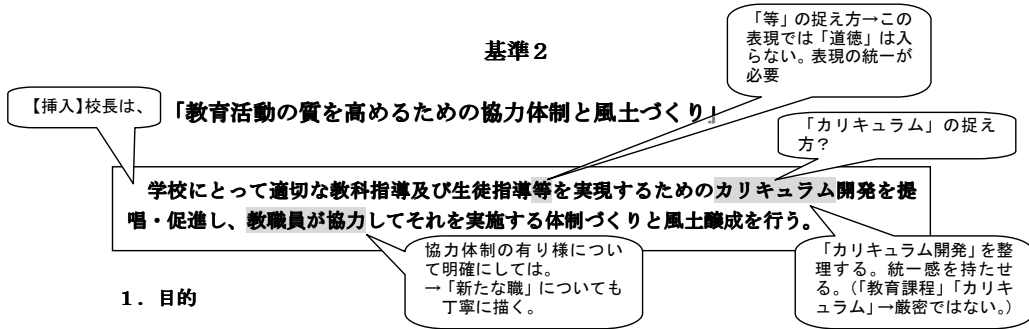 「等」の捉え方→この
表現では「道徳」は入
らない。表現の統一が
必要
基準２
【挿入】校長は、
「教育活動の質を高めるための協力体制と風土づくり」
「カリキュラム」の捉え
方？
学校にとって適切な教科指導及び生徒指導等を実現するためのカリキュラム開発を提
唱・促進し、教職員が協力してそれを実施する体制づくりと風土醸成を行う。
協力体制の有り様につい
て明確にしては。
→「新たな職」についても
丁寧に描く。
「カリキュラム開発」を整
理する。統一感を持たせ
る。（「教育課程」「カリキ
ュラム」→厳密ではない。）
１．目的